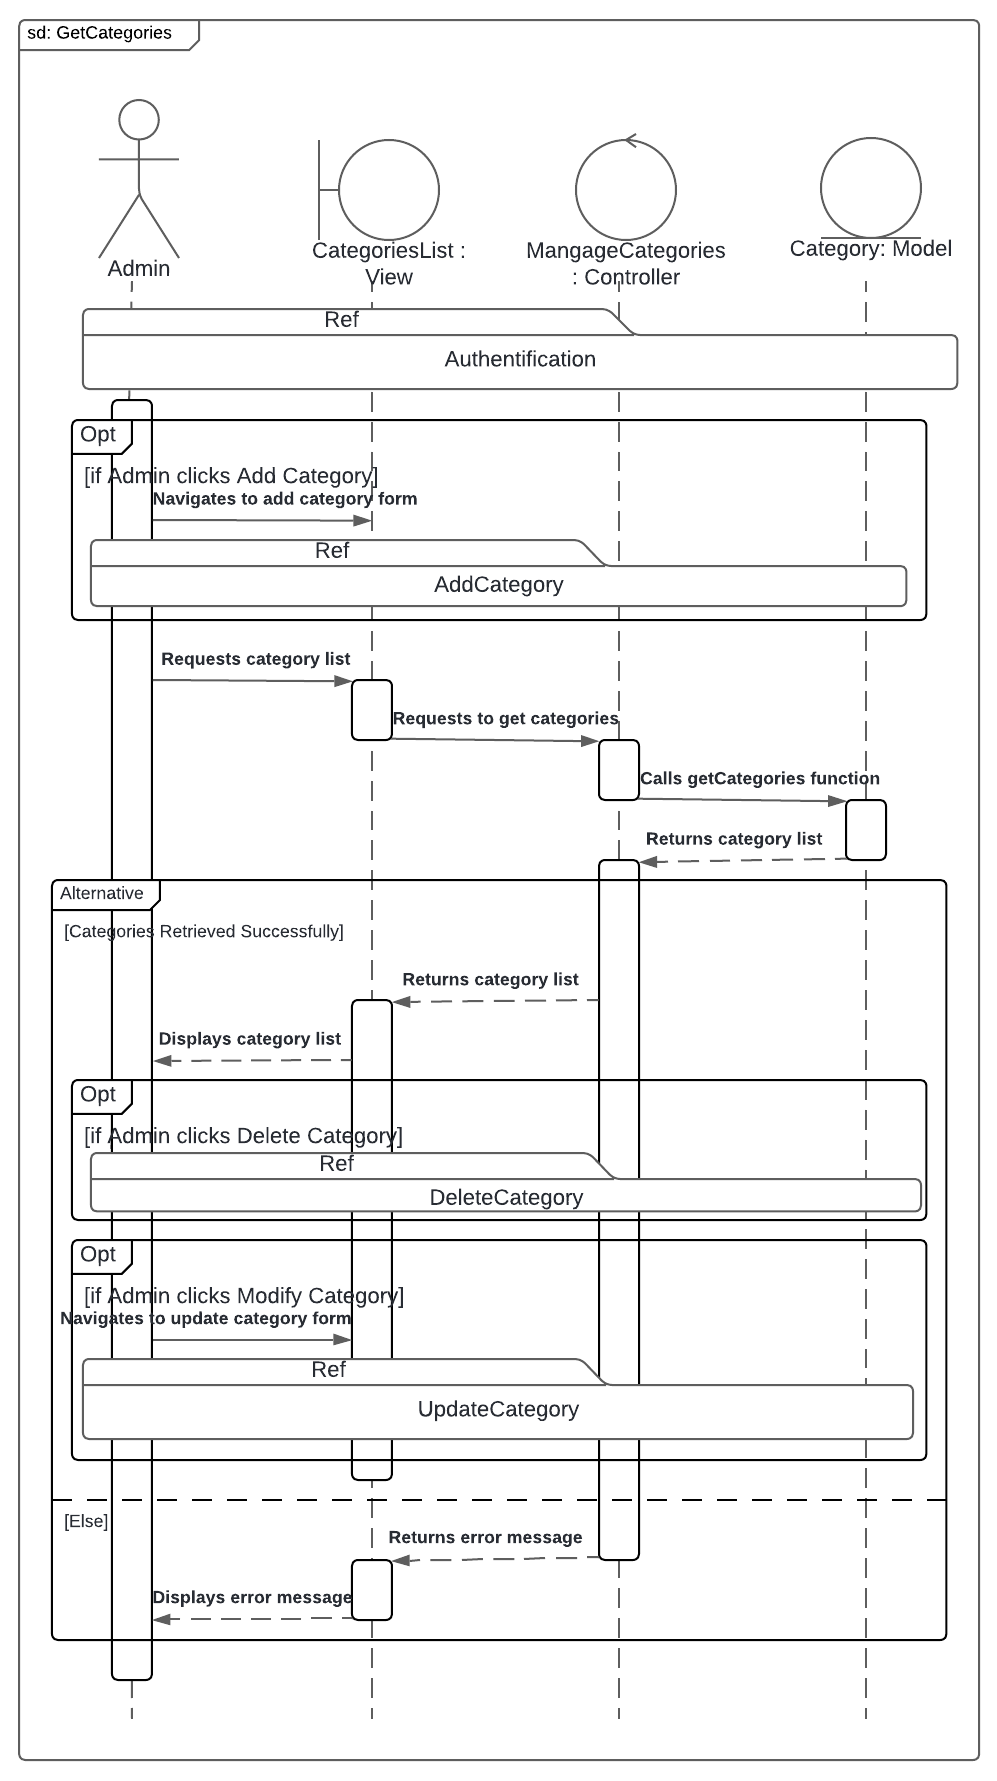 sd: GetCategories
Admin
CategoriesList :
View
MangageCategories
: Controller
Category: Model
Ref
Authentification
Opt
[if Admin clicks Add Category]
Navigates to add category form
Ref
AddCategory
Requests category list
Requests to get categories
Calls getCategories function
Returns category list
Alternative
[Categories Retrieved Successfully]
Returns category list
Displays category list
Opt
[if Admin clicks Delete Category]
Ref
DeleteCategory
Opt
[if Admin clicks Modify Category]
Navigates to update category form
Ref
UpdateCategory
[Else]
Returns error message
Displays error message